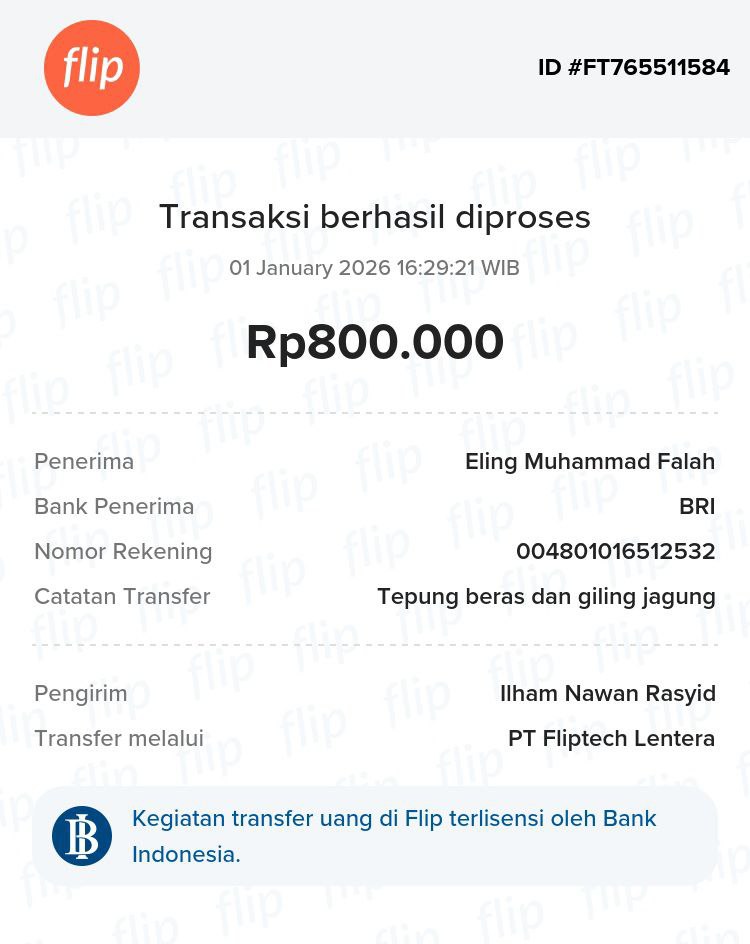 flip
ID #FT765511584
Transaksi berhasil diproses
01 January 2026 16:29:21 WIB
Rp800.000
Penerima Eling Muhammad Falah
Bank Penerima BRI
Nomor Rekening 004801016512532
Catatan Transfer Tepung beras dan giling jagung
Pengirim Ilham Nawan Rasyid
Transfer melalui PT Fliptech Lentera
Kegiatan transfer uang di Flip terlisensi oleh Bank
Indonesia.